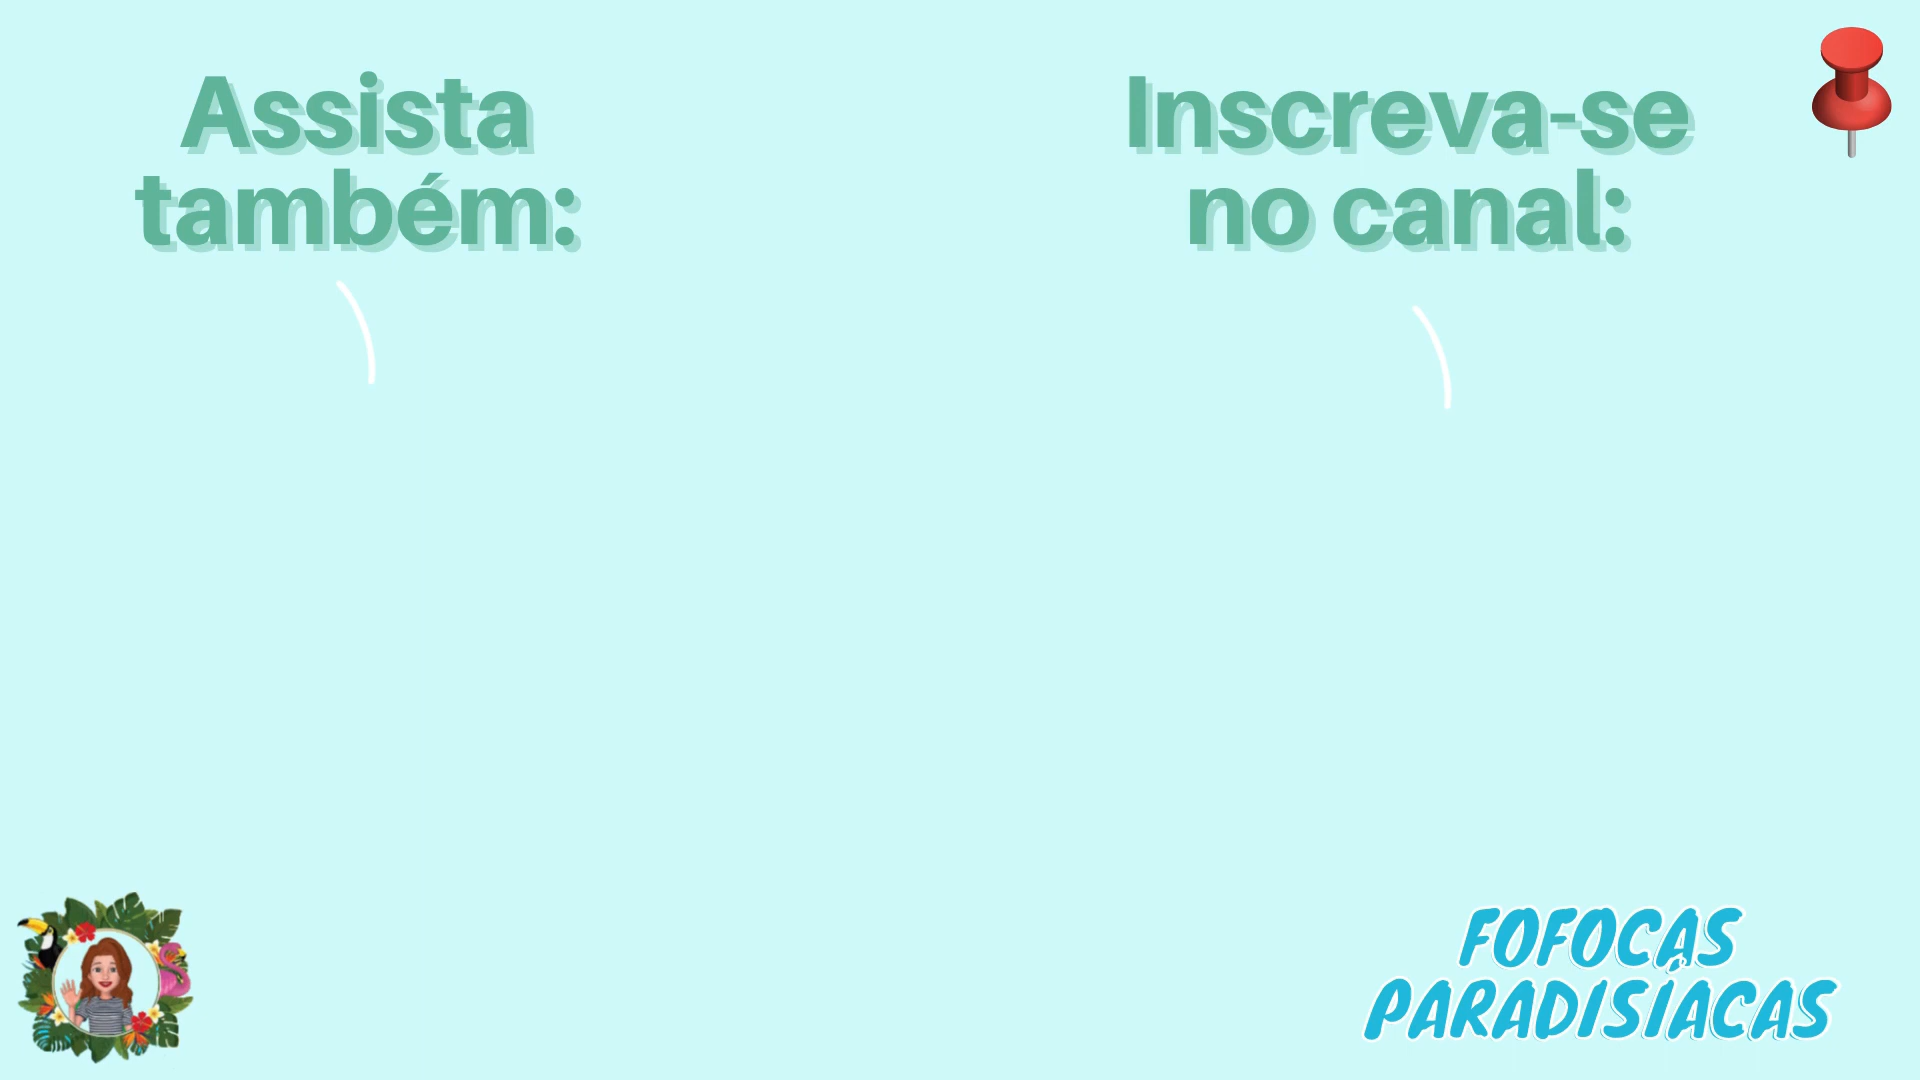 Assista
também:
Inscreva-se
no canal:
FOFOCAS
PARADISÍACAS